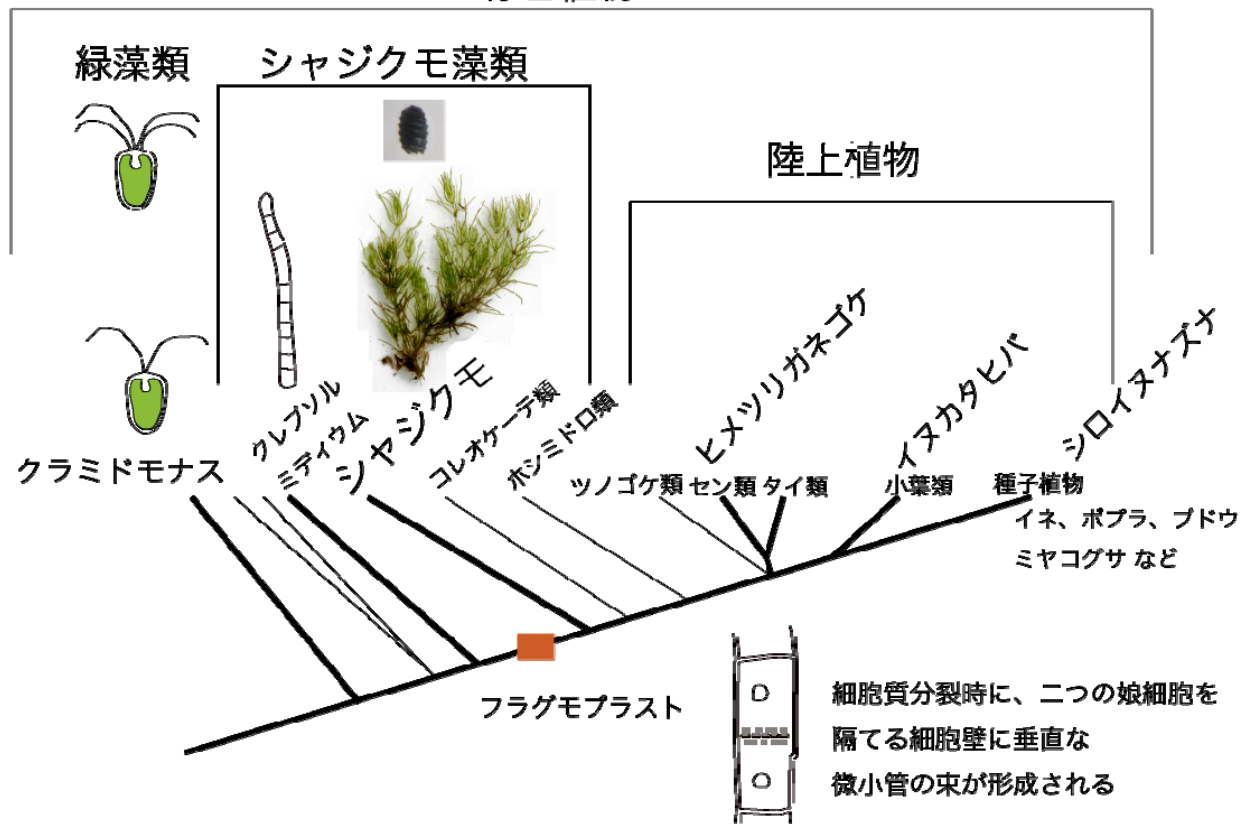 緑藻類
シャジクモ藻類
陸上植物
クラミドモナス
クレブソル
ミディウム
シャジクモ
コレオケーテ類
ホシミドロ類
ツノゴケ類
ヒメツリガネゴケ
セン類
タイ類
イヌカタヒバ
小葉類
シロイヌナズナ
種子植物
イネ、ポプラ、ブドウ
ミヤコグサ など
フラグモプラスト
細胞質分裂時に、二つの娘細胞を
隔てる細胞壁に垂直な
微小管の束が形成される